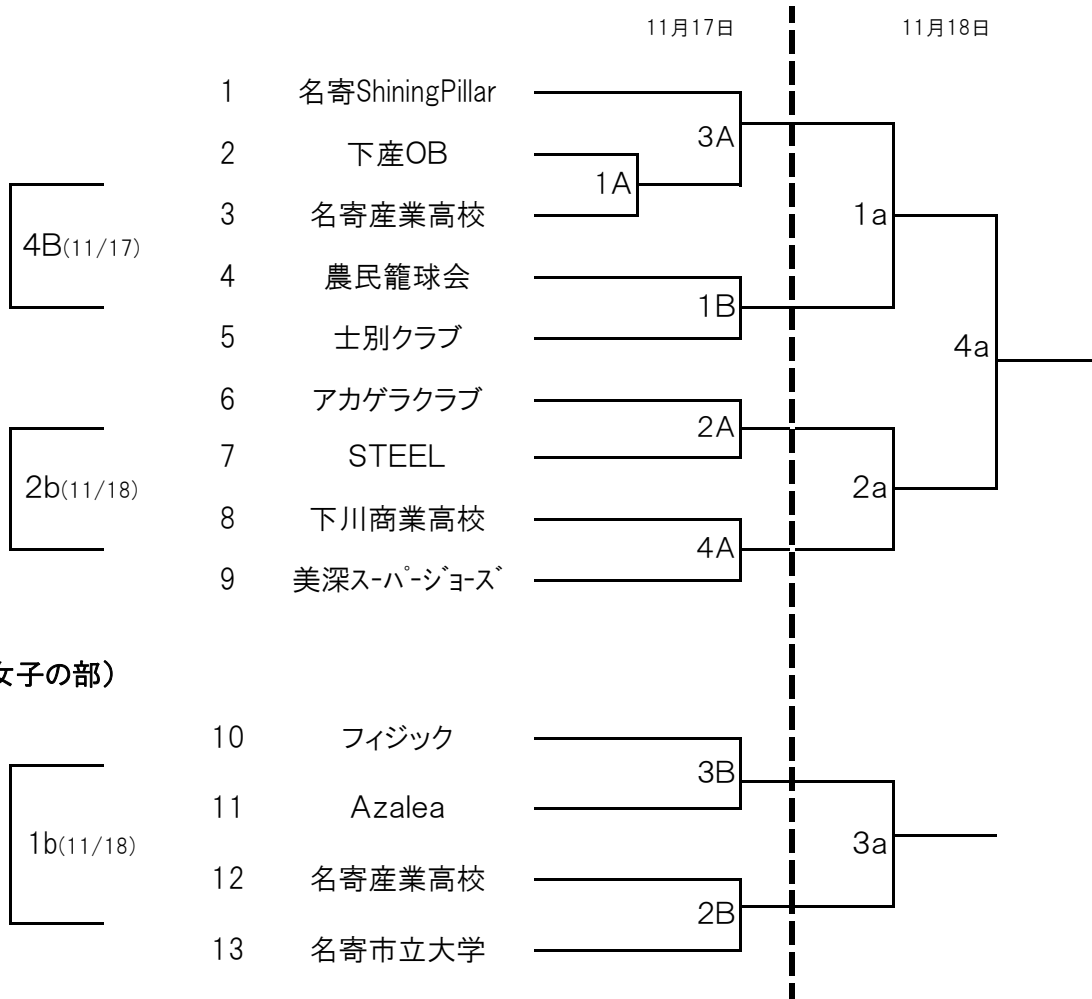 11月17日 11月18日
1 名寄ShiningPillar
3A
2 下産OB
1A
3 名寄産業高校
1a
4B(11/17)
4 農民籠球会
1B
5 士別クラブ
4a
6 アカゲラクラブ
2A
7 STEEL
2b(11/18)
2a
8 下川商業高校
4A
9 美深ｽｰﾊﾟｰｼﾞｮｰｽﾞ
女子の部）
10 フィジック
3B
11 Azalea
1b(11/18)
3a
12 名寄産業高校
2B
13 名寄市立大学